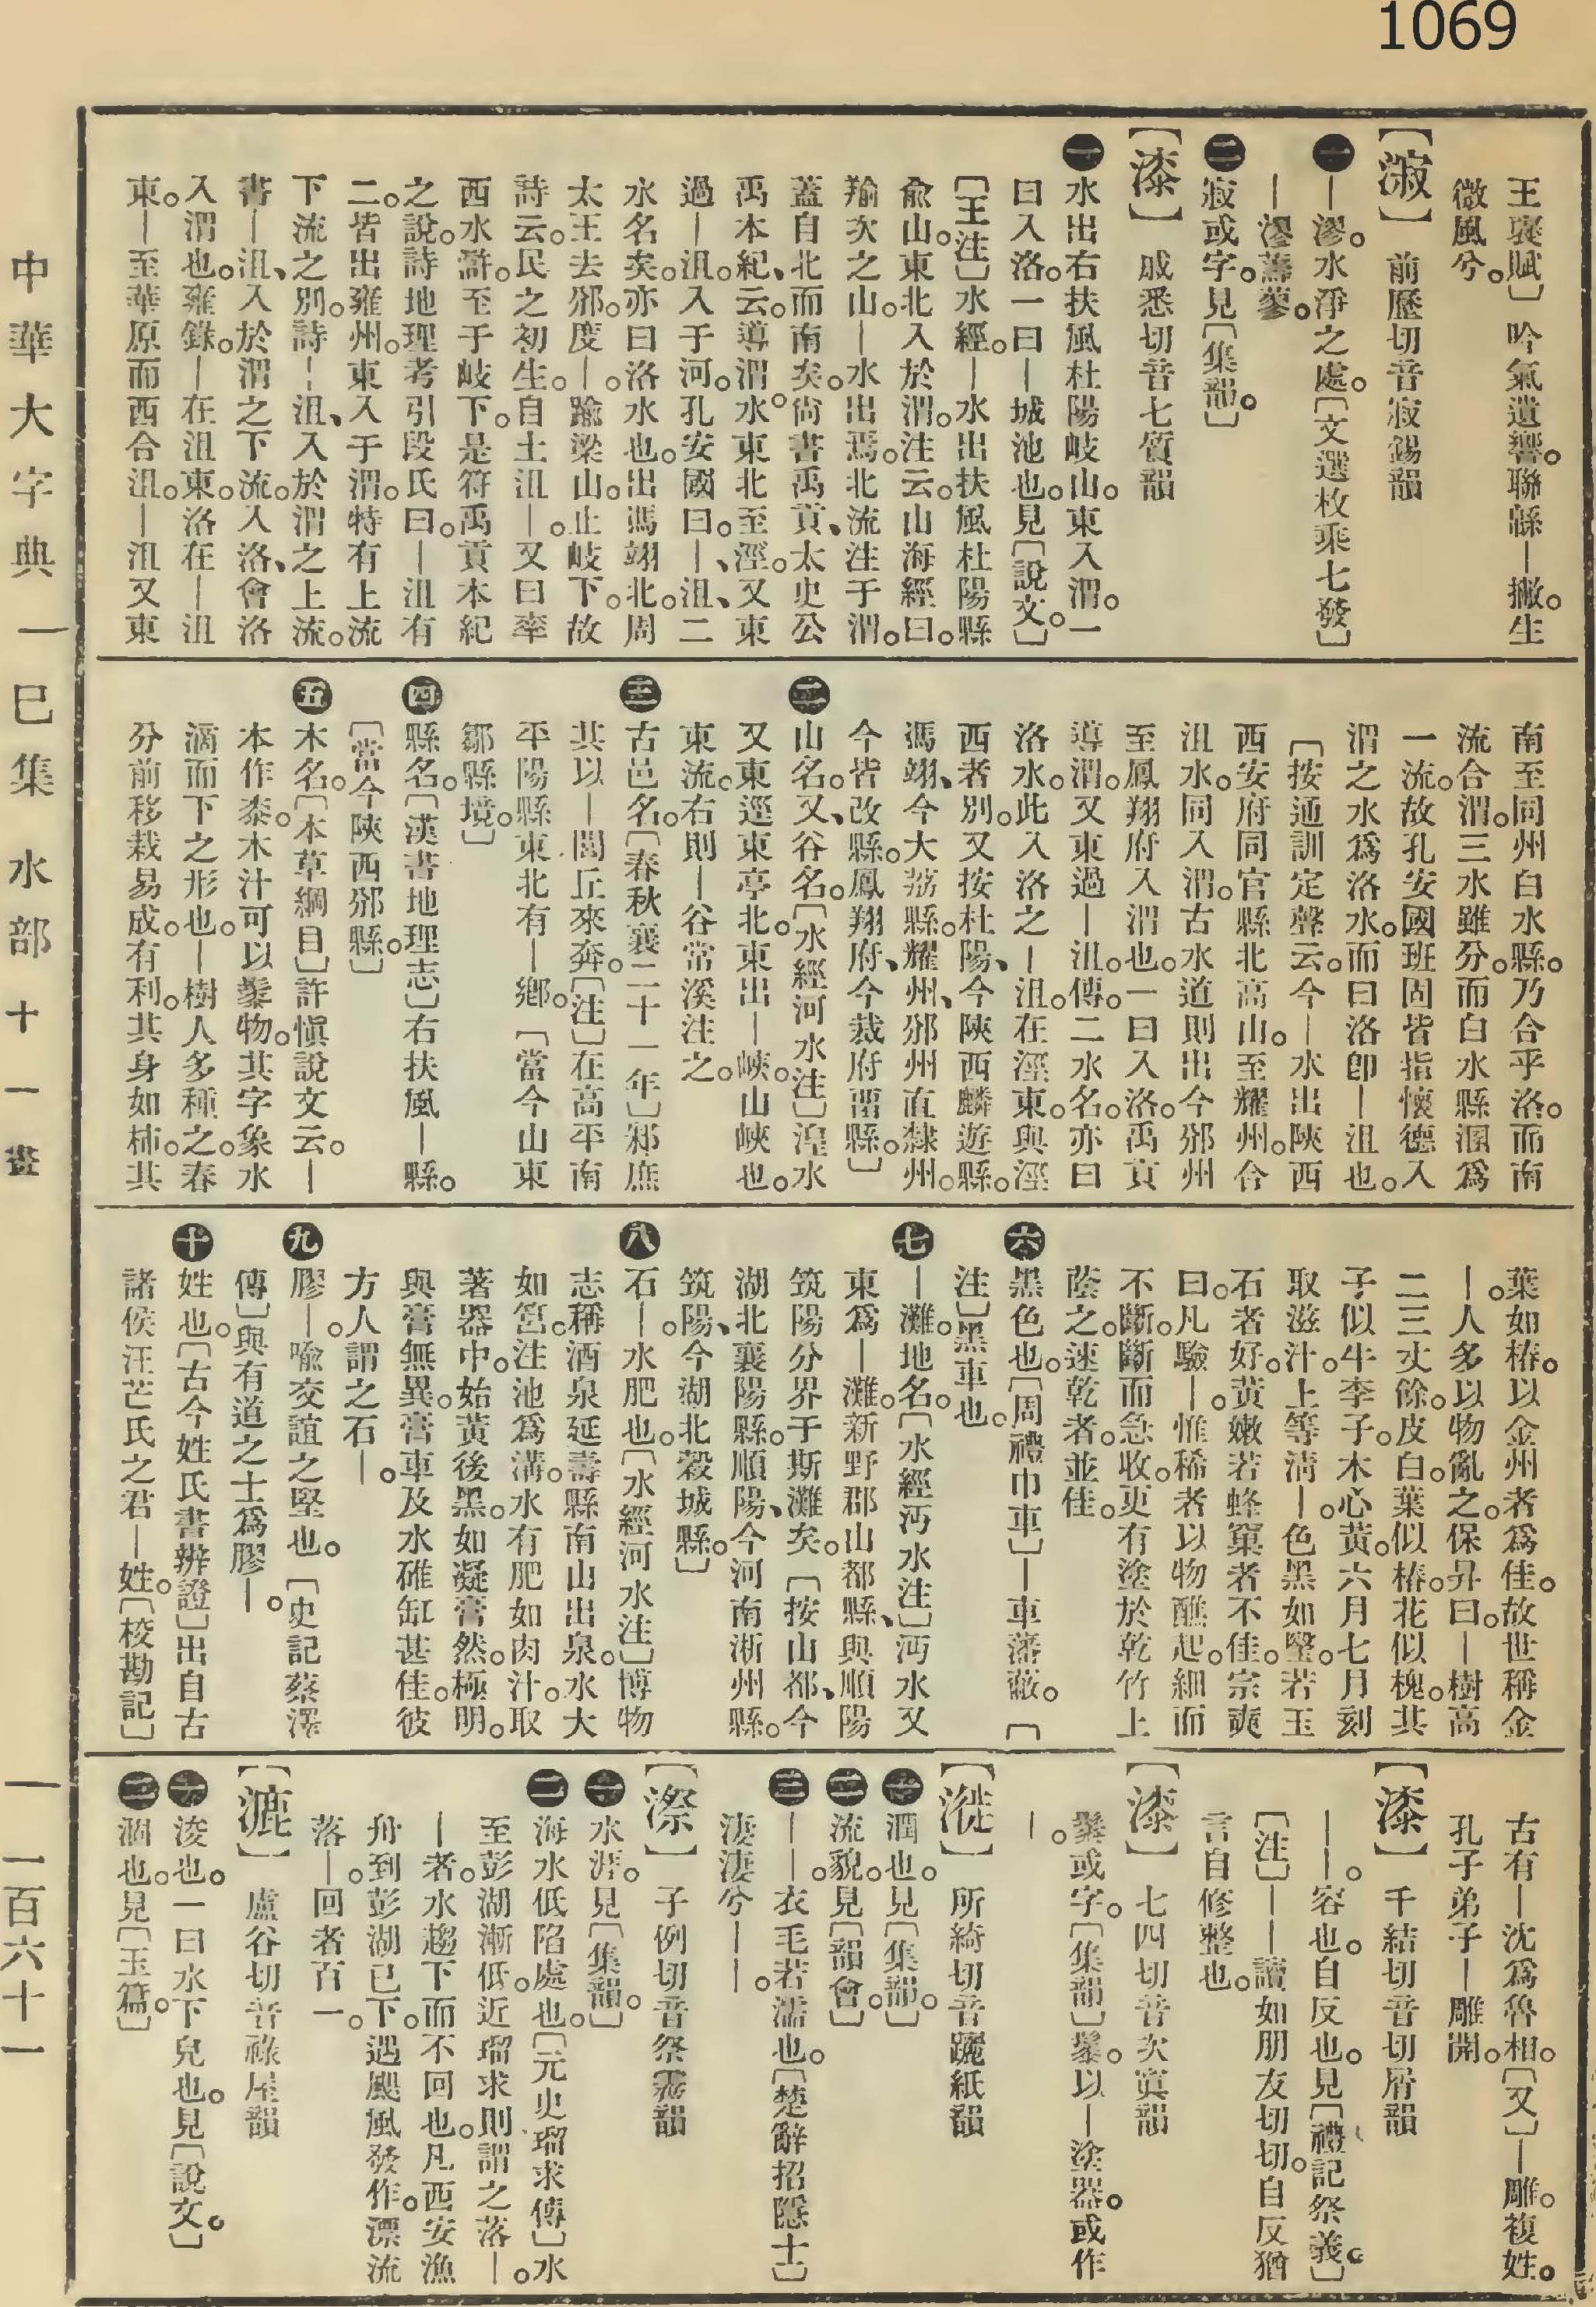 1069
王襃賦〕吟氣遺響。聯緜—撇。生
微風兮。
〔漃〕 前歷切音寂錫韻
㊀—漻。水淨之處。〔文選枚乘七發〕
—漻薵蓼。
㊁寂或字。見〔集韻。〕
〔漆〕 戚悉切音七質韻
㊀水出右扶風杜陽岐山。東入渭。一
曰入洛。一曰—城池也。見〔說文。〕
〔王注〕水經。—水出扶風杜陽縣
俞山。東北入於渭。注云。山海經曰。
羭次之山。—水出焉。北流注于渭。
蓋自北而南矣。尙書禹貢、太史公
禹本紀、云。導渭水。東北至涇。又東
過—沮。入于河。孔安國曰。—、沮、二
水名矣。亦曰洛水也。出馮翊北。周
太王去邠。度—。踰梁山。止岐下。故
詩云。民之初生。自土沮—。又曰率
西水滸。至于岐下。是符禹貢本紀
之說。詩地理考引段氏曰。—沮有
二。皆出雍州。東入于渭。特有上流
下流之別。詩—沮、入於渭之上流。
書—沮、入於渭之下流。入洛、會洛
入渭也。雍錄。—在沮東。洛在—沮
東。—至華原而西合沮。—沮又東
南至同州白水縣。乃合乎洛。而南
流合渭。三水雖分。而白水縣溷爲
一流。故孔安國班固皆指懷德入
渭之水爲洛水。而曰洛卽—沮也。
〔按通訓定聲云。今—水出陝西
西安府同官縣北高山。至耀州。合
沮水。同入渭。古水道則出今邠州
至鳳翔府入渭也。一曰入洛。禹貢
導渭。又東過—沮。傳。二水名。亦曰
洛水。此入洛之—沮。在涇東。與涇
西者別。又按杜陽、今陝西麟遊縣。
馮翊、今大荔縣、耀州、邠州直隸州。
今皆改縣。鳳翔府、今裁府畱縣。〕
㊁山名。又、谷名。〔水經河水注〕湟水
又東逕東亭北。東出—峽。山峽也。
東流。右則—谷常溪注之。
㊂古邑名。〔春秋襄二十一年〕邾庶
其以—閭丘來奔。〔注〕在高平南
平陽縣東北有—鄉。〔當今山東
鄒縣境。〕
㊃縣名。〔漢書地理志〕右扶風—縣。
〔當今陝西邠縣。〕
㊄木名。〔本草綱目〕許愼說文云。—
本作桼。木汁可以䰍物。其字象水
滴而下之形也。—樹人多種之。春
分前移栽易成。有利。其身如柿。其
葉如椿。以金州者爲佳。故世稱金
—。人多以物亂之。保昇曰。—樹高
二三丈餘。皮白。葉似椿。花似槐。其
子似牛李子。木心黃。六月七月刻
取滋汁。上等淸—。色黑如瑿。若玉
石者好。黃嫩若蜂窠者不佳。宗奭
曰。凡驗—。惟稀者以物蘸起。細而
不斷。斷而急收。更有塗於乾竹上
蔭之。速乾者。並佳。
㊅黑色也。〔周禮巾車〕—車藩蔽。〔
注〕黑車也。
㊆—灘。地名。〔水經沔水注〕沔水又
東爲—灘。新野郡山都縣、與順陽
筑陽分界于斯灘矣。〔按山都、今
湖北襄陽縣。順陽、今河南淅州縣。
筑陽、今湖北穀城縣。〕
㊇石—。水肥也。〔水經河水注〕博物
志稱酒泉延壽縣南山出泉。水大
如筥。注池爲溝。水有肥如肉汁。取
著器中。始黃後黑。如凝膏然。極明。
與膏無異。膏車及水碓缸甚佳。彼
方人謂之石—。
㊈膠—。喻交誼之堅也。〔史記蔡澤
傳〕與有道之士爲膠—。
㊉姓也。〔古今姓氏書辨證〕出自古
諸侯汪芒氏之君—姓。〔校勘記〕
古有—沈爲魯相。〔又〕—雕。複姓。
孔子弟子—雕開。
〔漆〕 千結切音切屑韻
——。容也。自反也。見〔禮記祭義。〕
〔注〕——讀如朋友切切。自反猶
言自修整也。
〔漆〕 七四切音次寘韻
䰍或字。〔集韻〕䰍。以—塗器。或作
—。
〔漇〕 所綺切音躧紙韻
㊀潤也。見〔集韻。〕
㊁流貌。見〔韻會。〕
㊂——。衣毛若濡也。〔楚辭招隱士〕
淒淒兮——。
〔漈〕 子例切音祭霽韻
㊀水涯。見〔集韻。〕
㊁海水低陷處也。〔元史瑠求傳〕水
至彭湖漸低。近瑠求則謂之落—。
—者。水趨下而不回也。凡西安漁
舟到彭湖已下。遇颶風發作。漂流
落—。回者百一。
〔漉〕 盧谷切音祿屋韻
㊀浚也。一曰水下皃也。見〔說文。〕
㊁涸也。見〔玉篇。〕
中華大字典 — 巳集 水部 十一畫 — 一百六十一